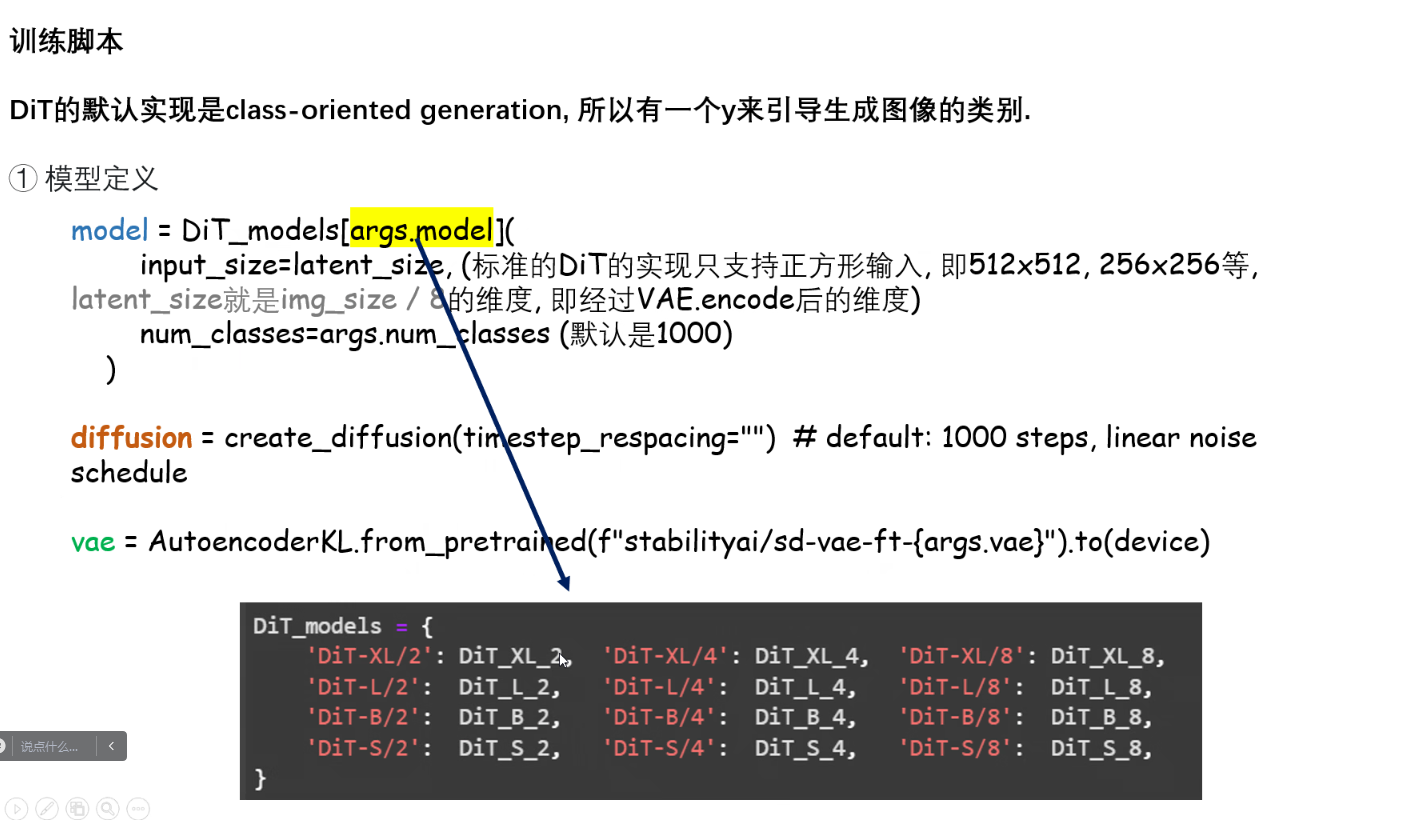 训练脚本
DiT的默认实现是class-oriented generation, 所以有一个y来引导生成图像的类别.
① 模型定义
model = DiT_models[args.model](
input_size=latent_size, (标准的DiT的实现只支持正方形输入, 即512x512, 256x256等,
latent_size就是img_size / 8的维度, 即经过VAE.encode后的维度)
num_classes=args.num_classes (默认是1000)
)
diffusion = create_diffusion(timestep_respacing="") # default: 1000 steps, linear noise
schedule
vae = AutoencoderKL.from_pretrained(f"stabilityai/sd-vae-ft-{args.vae}").to(device)
DiT_models = {
'DiT-XL/2': DiT_XL_2, 'DiT-XL/4': DiT_XL_4, 'DiT-XL/8': DiT_XL_8,
'DiT-L/2': DiT_L_2, 'DiT-L/4': DiT_L_4, 'DiT-L/8': DiT_L_8,
'DiT-B/2': DiT_B_2, 'DiT-B/4': DiT_B_4, 'DiT-B/8': DiT_B_8,
'DiT-S/2': DiT_S_2, 'DiT-S/4': DiT_S_4, 'DiT-S/8': DiT_S_8,
}
说点什么...